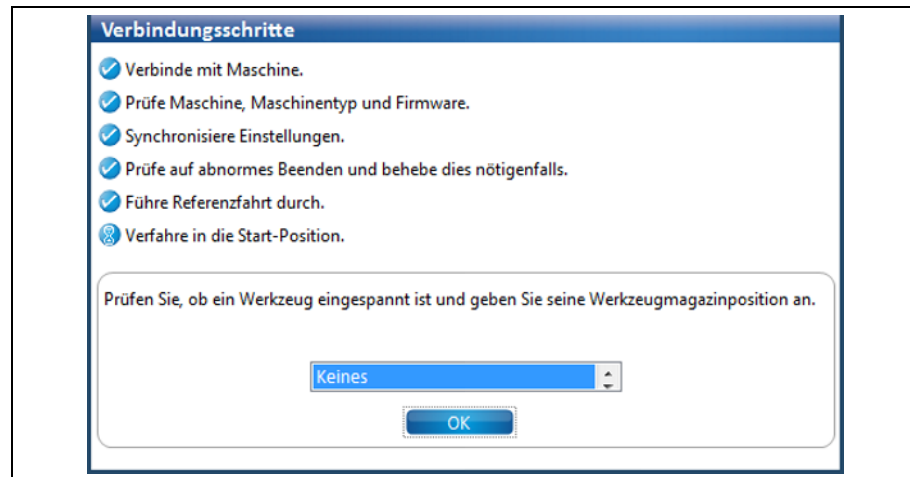 Verbindungsschritte
Verbinde mit Maschine.
Prüfe Maschine, Maschinentyp und Firmware.
Synchronisiere Einstellungen.
Prüfe auf abnormes Beenden und behebe dies nötigenfalls.
Führe Referenzfahrt durch.
Verfahre in die Start-Position.
Prüfen Sie, ob ein Werkzeug eingespannt ist und geben Sie seine Werkzeugmagazinposition an.
Keines
OK